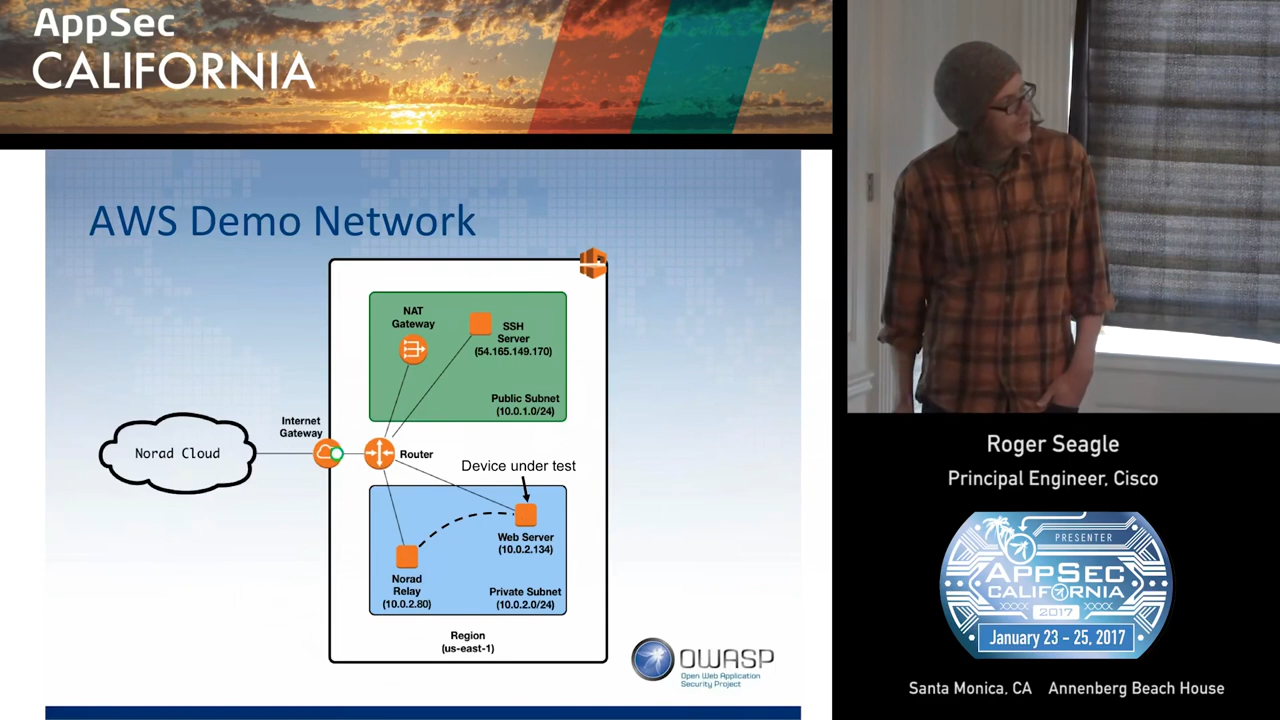 AppSec
CALIFORNIA
AWS Demo Network
NAT
Gateway
SSH
Server
(54.165.149.170)
Public Subnet
(10.0.1.0/24)
Internet
Gateway
Norad Cloud
Router
Device under test
Web Server
(10.0.2.134)
Norad
Relay
(10.0.2.80)
Private Subnet
(10.0.2.0/24)
Region
(us-east-1)
OWASP
Open Web Application
Security Project
Roger Seagle
Principal Engineer, Cisco
PRESENTER
APPSEC
CALIFORNIA
XXXX 2017 XXXX
January 23 - 25, 2017
Santa Monica, CA Annenberg Beach House